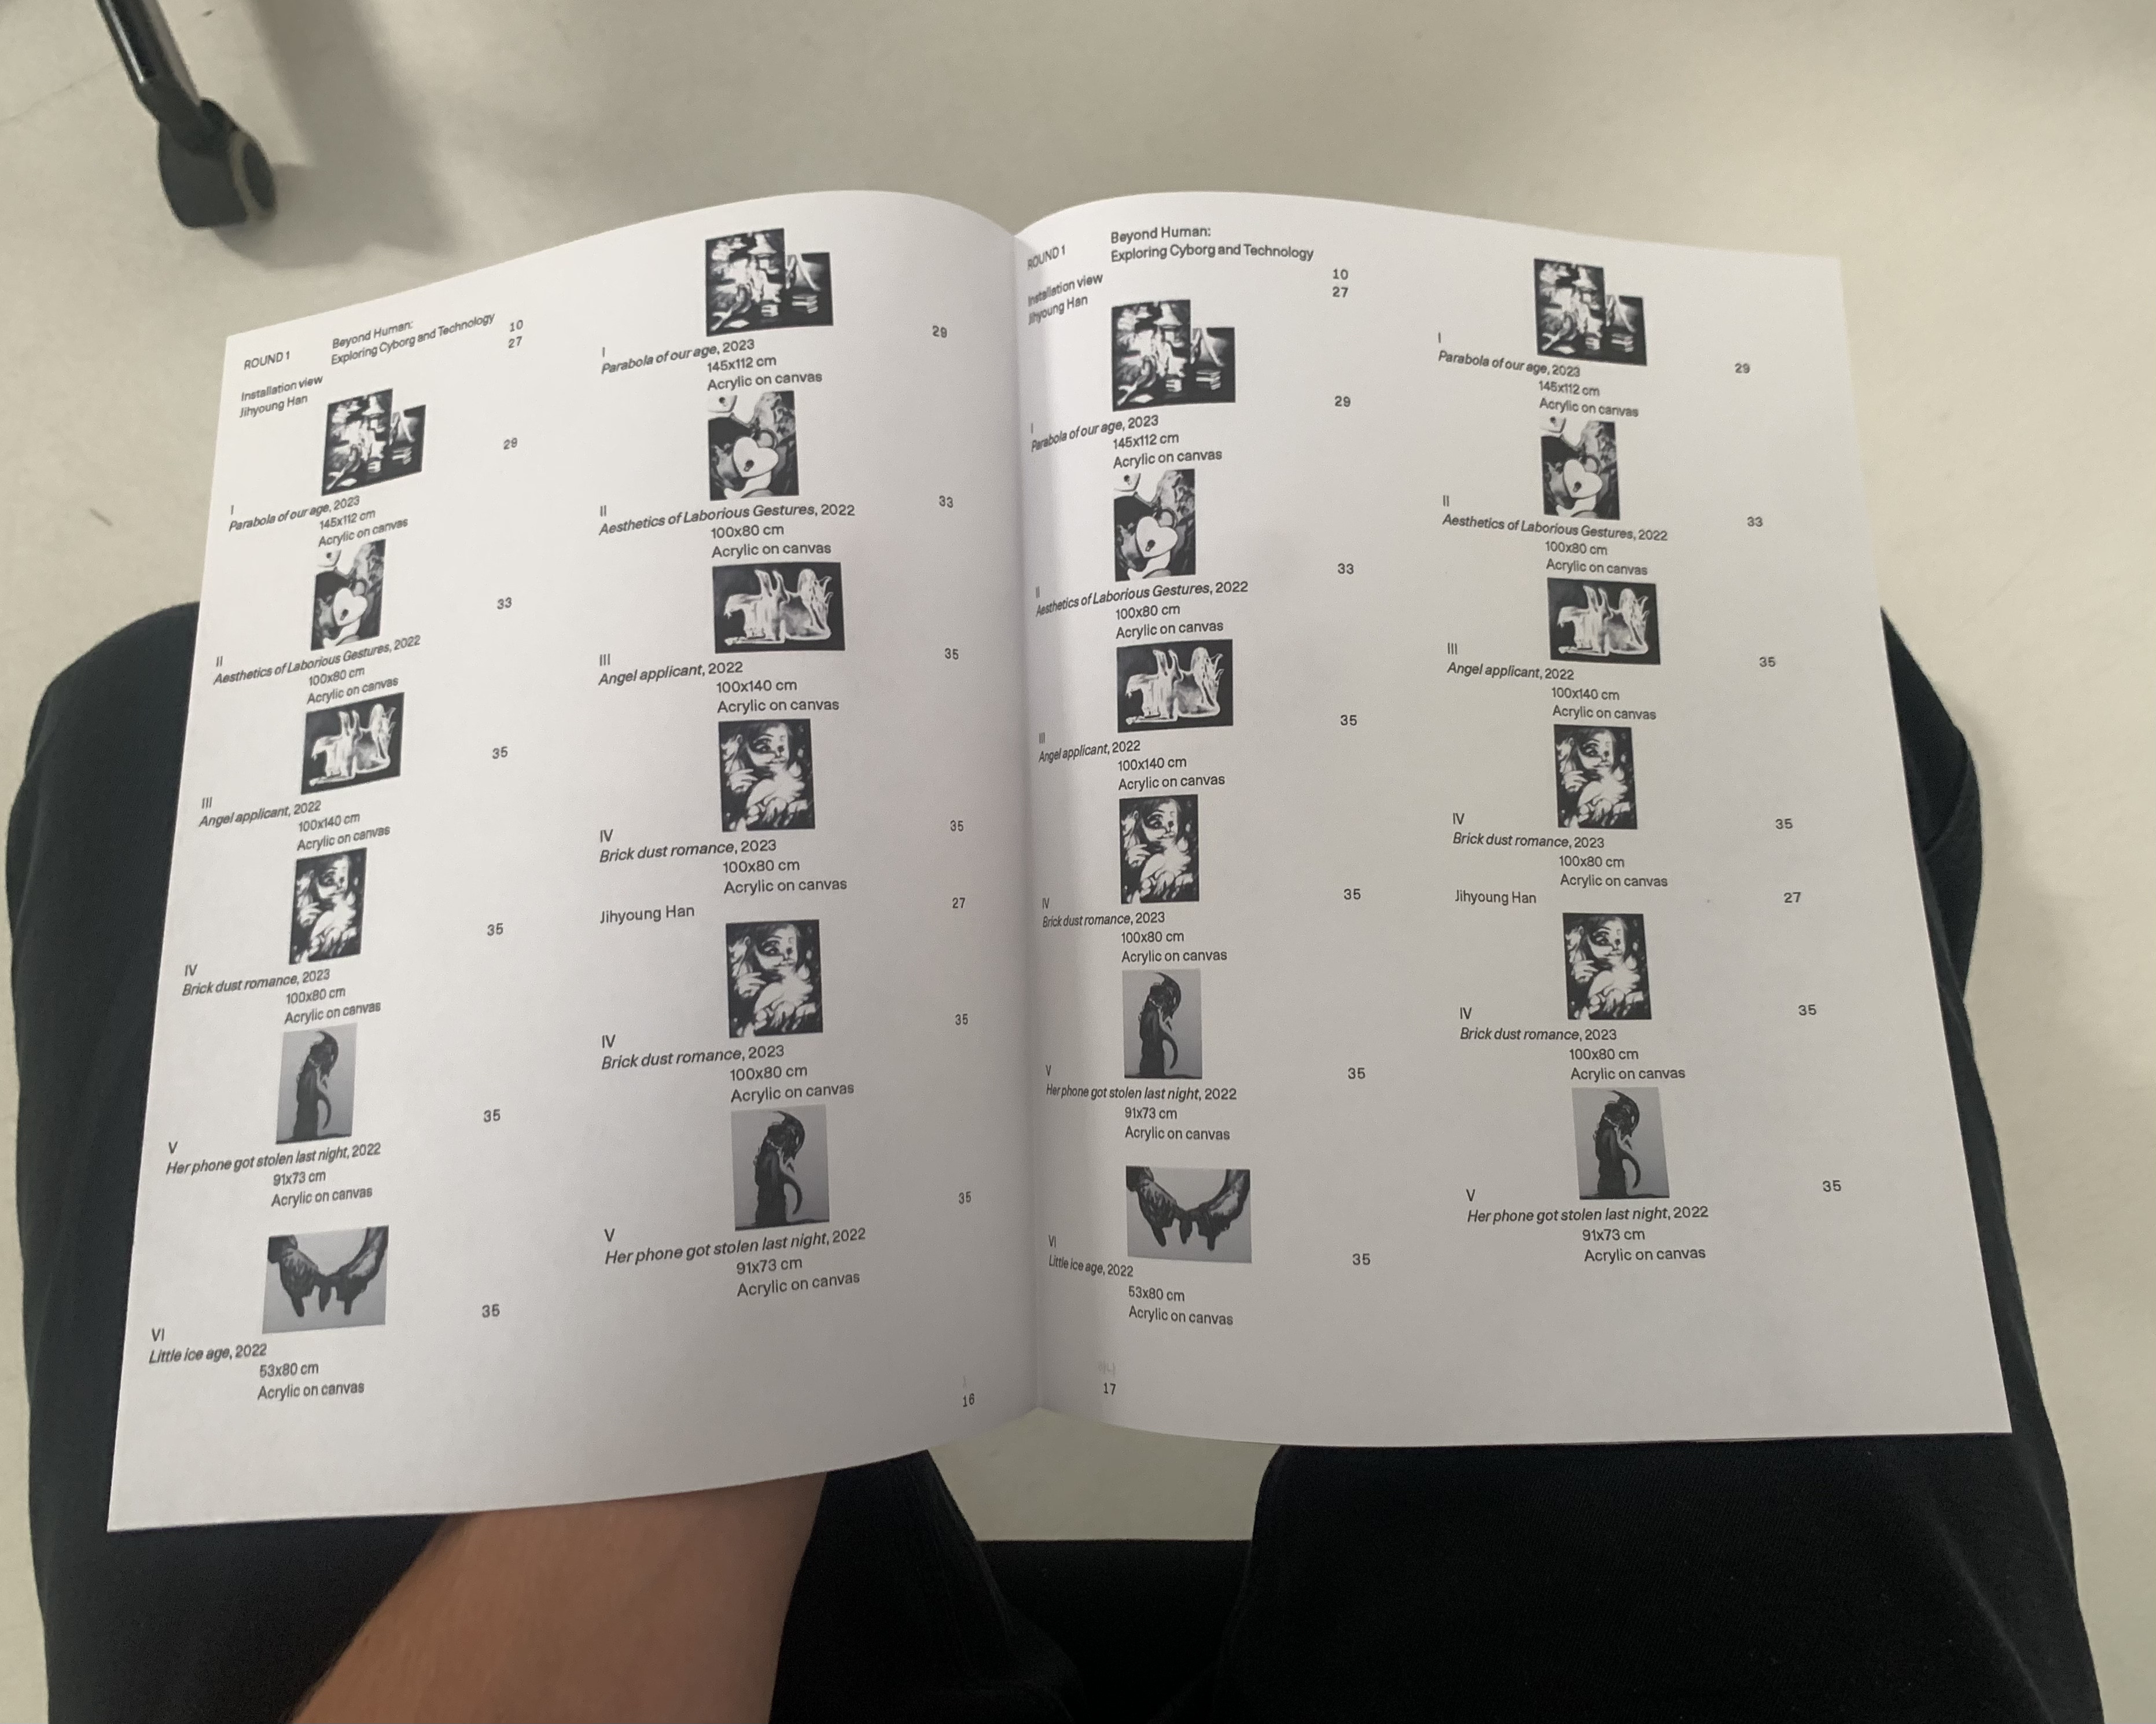 ROUND 1
Beyond Human:
Exploring Cyborg and Technology
10
27
Installation view
Jihyoung Han
29
I
Parabola of our age, 2023
145x112 cm
Acrylic on canvas
33
II
Aesthetics of Laborious Gestures, 2022
100x80 cm
Acrylic on canvas
35
III
Angel applicant, 2022
100x140 cm
Acrylic on canvas
35
IV
Brick dust romance, 2023
100x80 cm
Acrylic on canvas
35
V
Her phone got stolen last night, 2022
91x73 cm
Acrylic on canvas
35
VI
Little ice age, 2022
53x80 cm
Acrylic on canvas
29
I
Parabola of our age, 2023
145x112 cm
Acrylic on canvas
33
II
Aesthetics of Laborious Gestures, 2022
100x80 cm
Acrylic on canvas
35
III
Angel applicant, 2022
100x140 cm
Acrylic on canvas
35
IV
Brick dust romance, 2023
100x80 cm
Acrylic on canvas
Jihyoung Han 27
35
IV
Brick dust romance, 2023
100x80 cm
Acrylic on canvas
35
V
Her phone got stolen last night, 2022
91x73 cm
Acrylic on canvas
16
ROUND 1
Beyond Human:
Exploring Cyborg and Technology
10
27
Installation view
Jihyoung Han
29
I
Parabola of our age, 2023
145x112 cm
Acrylic on canvas
33
II
Aesthetics of Laborious Gestures, 2022
100x80 cm
Acrylic on canvas
35
III
Angel applicant, 2022
100x140 cm
Acrylic on canvas
35
IV
Brick dust romance, 2023
100x80 cm
Acrylic on canvas
35
V
Her phone got stolen last night, 2022
91x73 cm
Acrylic on canvas
35
VI
Little ice age, 2022
53x80 cm
Acrylic on canvas
17
I
29
Parabola of our age, 2023
145x112 cm
Acrylic on canvas
II
33
Aesthetics of Laborious Gestures, 2022
100x80 cm
Acrylic on canvas
III
35
Angel applicant, 2022
100x140 cm
Acrylic on canvas
IV
35
Brick dust romance, 2023
100x80 cm
Acrylic on canvas
Jihyoung Han 27
IV
35
Brick dust romance, 2023
100x80 cm
Acrylic on canvas
V
35
Her phone got stolen last night, 2022
91x73 cm
Acrylic on canvas